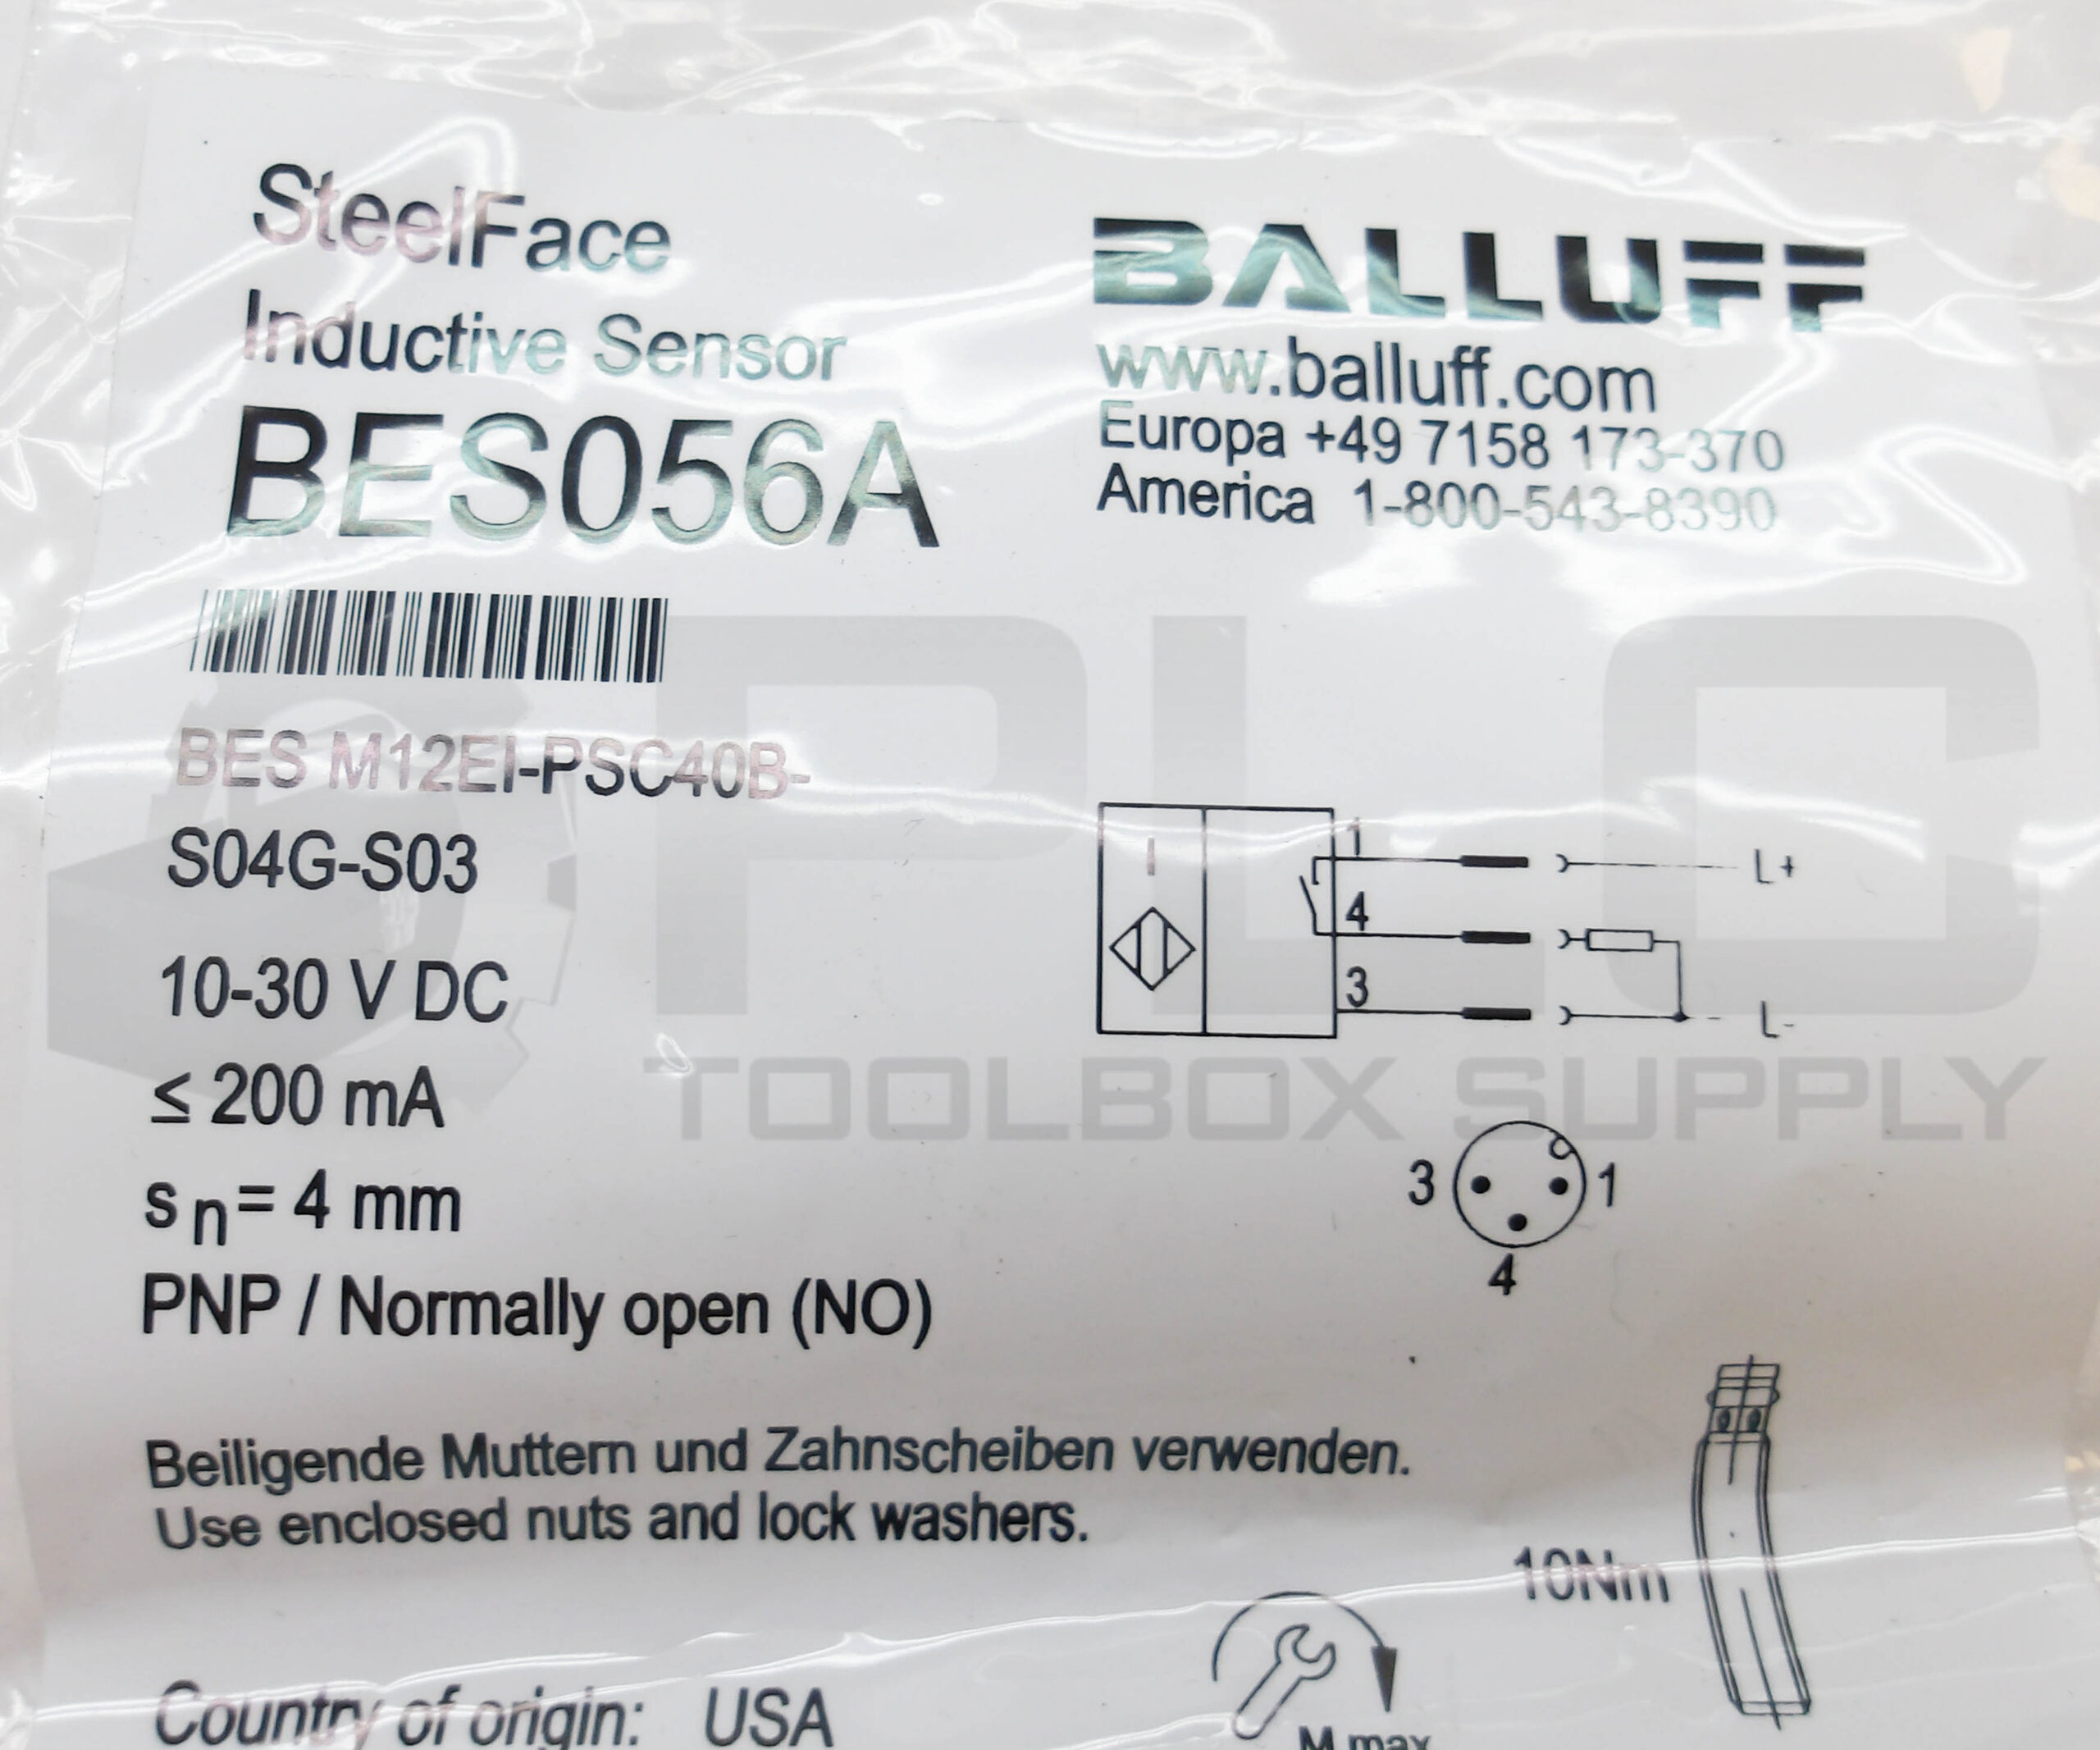 SteelFace
Inductive Sensor
BES056A
BALLUFF
www.balluff.com
Europa +49 7158 173-370
America 1-800-543-8390
BES M12EI-PSC40B-
S04G-S03
10-30 V DC
≤ 200 mA
sn= 4 mm
PNP / Normally open (NO)
1
L+
4
3
L-
3
1
4
PLC
TOOLBOX SUPPLY
Beiligende Muttern und Zahnscheiben verwenden.
Use enclosed nuts and lock washers.
10Nm
Country of origin: USA
M max